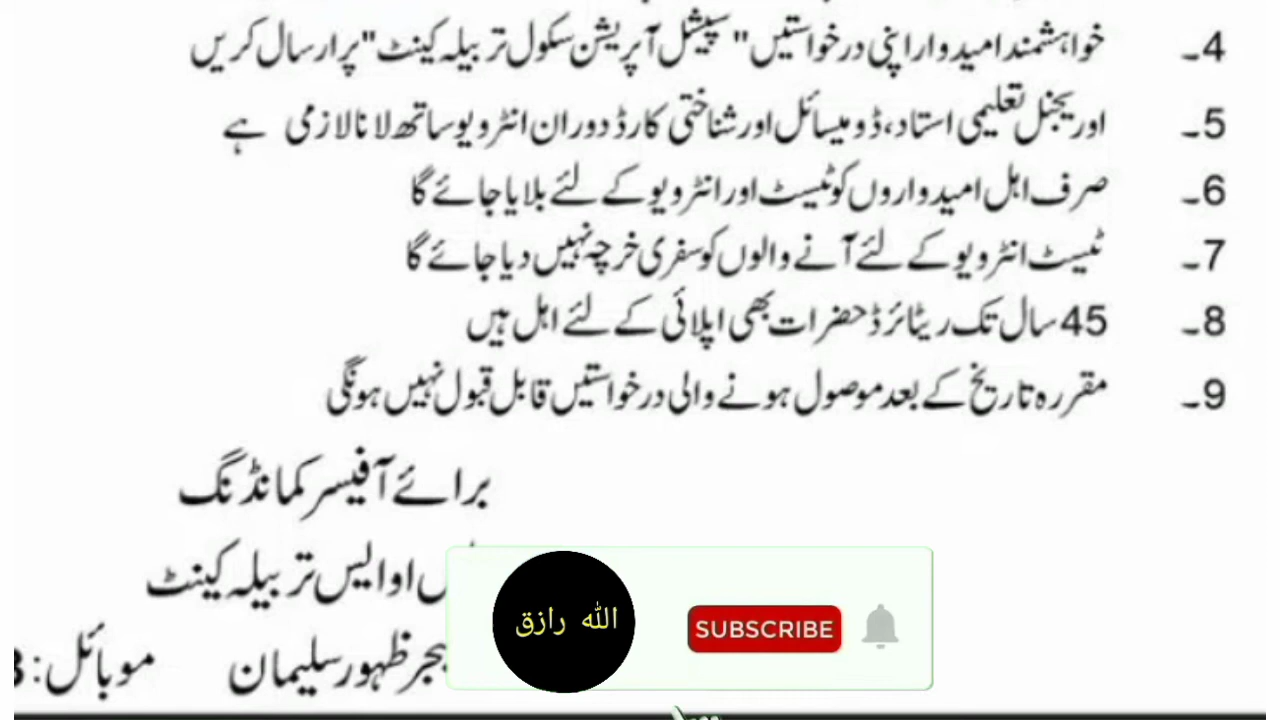 4۔ خواہشمند امیدوار اپنی درخواستیں "سپیشل آپریشن سکول تربیلہ کینٹ" پر ارسال کریں
5۔ اوریجنل تعلیمی اسناد، ڈومیسائل اور شناختی کارڈ دوران انٹرویو ساتھ لانا لازمی ہے
6۔ صرف اہل امیدواروں کو ٹیسٹ اور انٹرویو کے لئے بلایا جائے گا
7۔ ٹیسٹ انٹرویو کے لئے آنے والوں کو سفری خرچہ نہیں دیا جائے گا
8۔ 45 سال تک ریٹائرڈ حضرات بھی اپلائی کے لئے اہل ہیں
9۔ مقررہ تاریخ کے بعد موصول ہونے والی درخواستیں قابل قبول نہیں ہونگی
برائے آفیسر کمانڈنگ
او ایس تربیلہ کینٹ
ظہور سلیمان موبائل:
اللہ رازق
SUBSCRIBE